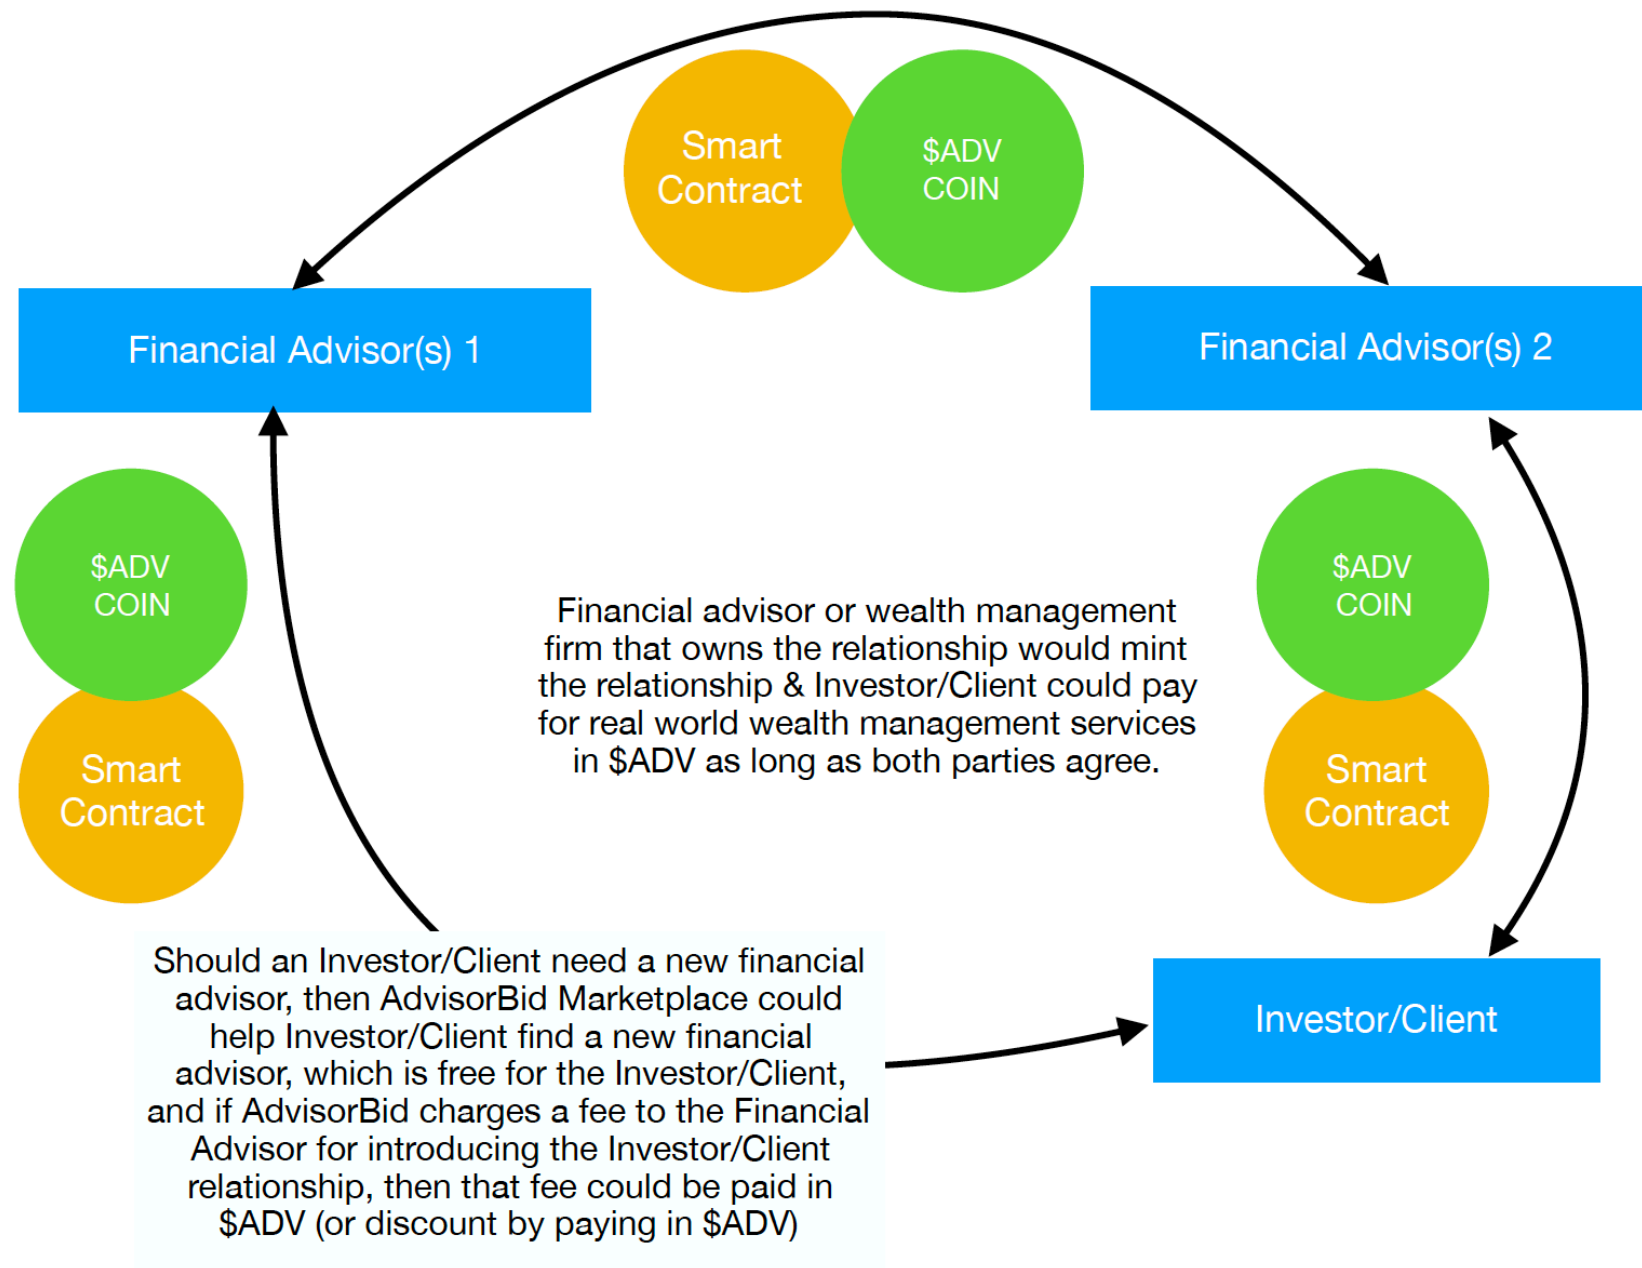 Smart
Contract
$ADV
COIN
Financial Advisor(s) 1
Financial Advisor(s) 2
$ADV
COIN
Smart
Contract
Financial advisor or wealth management
firm that owns the relationship would mint
the relationship & Investor/Client could pay
for real world wealth management services
in $ADV as long as both parties agree.
$ADV
COIN
Smart
Contract
Should an Investor/Client need a new financial
advisor, then AdvisorBid Marketplace could
help Investor/Client find a new financial
advisor, which is free for the Investor/Client,
and if AdvisorBid charges a fee to the Financial
Advisor for introducing the Investor/Client
relationship, then that fee could be paid in
$ADV (or discount by paying in $ADV)
Investor/Client